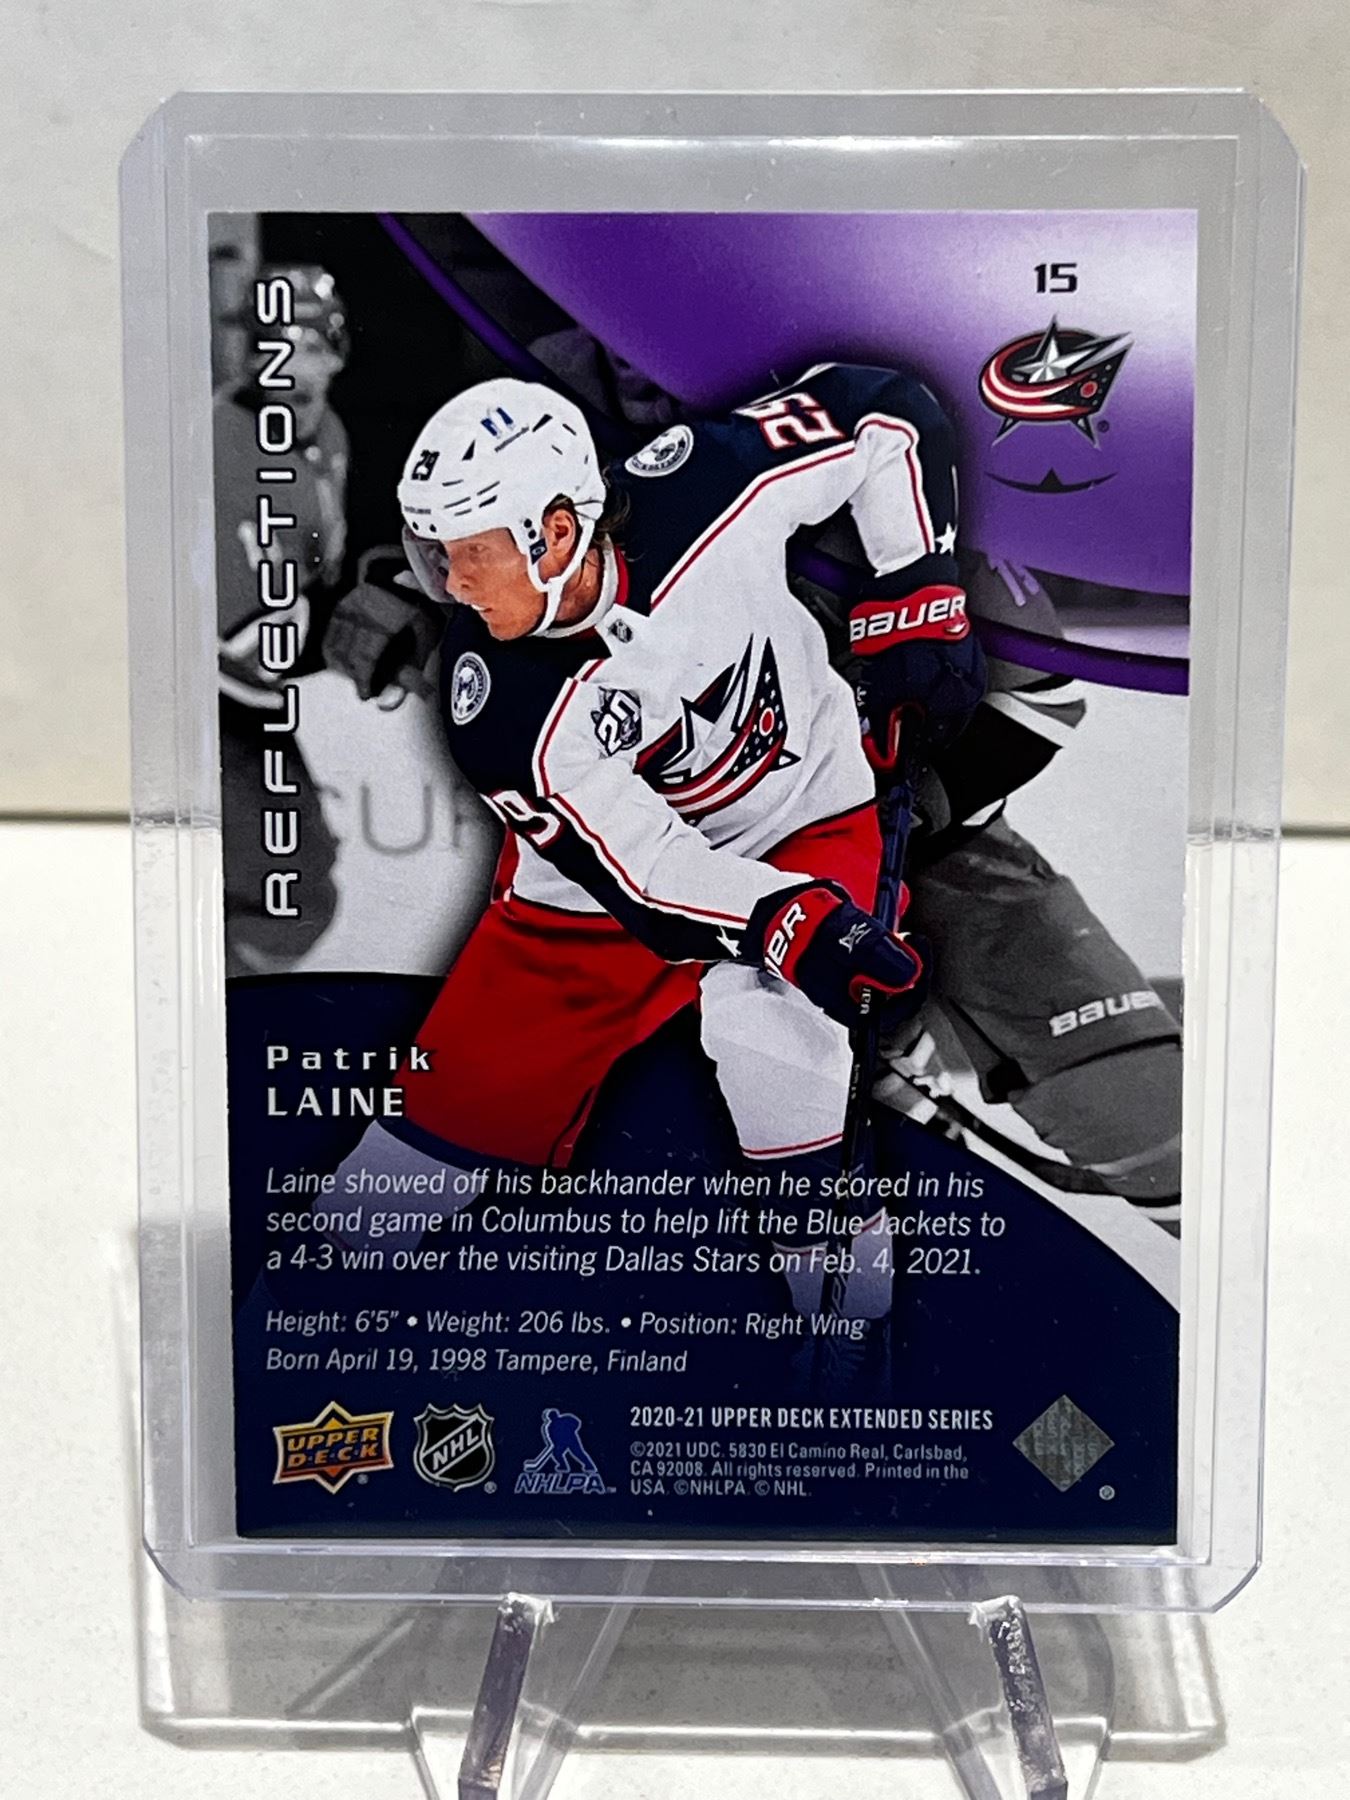 15
REFLECTIONS
29
29
20
BAUER
29
BAUER
Patrik
LAINE
Laine showed off his backhander when he scored in his
second game in Columbus to help lift the Blue Jackets to
a 4-3 win over the visiting Dallas Stars on Feb. 4, 2021.
Height: 6'5" • Weight: 206 lbs. • Position: Right Wing
Born April 19, 1998 Tampere, Finland
UPPER
D•E•C•K
NHL
NHLPA
2020-21 UPPER DECK EXTENDED SERIES
©2021 UDC. 5830 El Camino Real, Carlsbad,
CA 92008. All rights reserved. Printed in the
USA. ©NHLPA. © NHL.